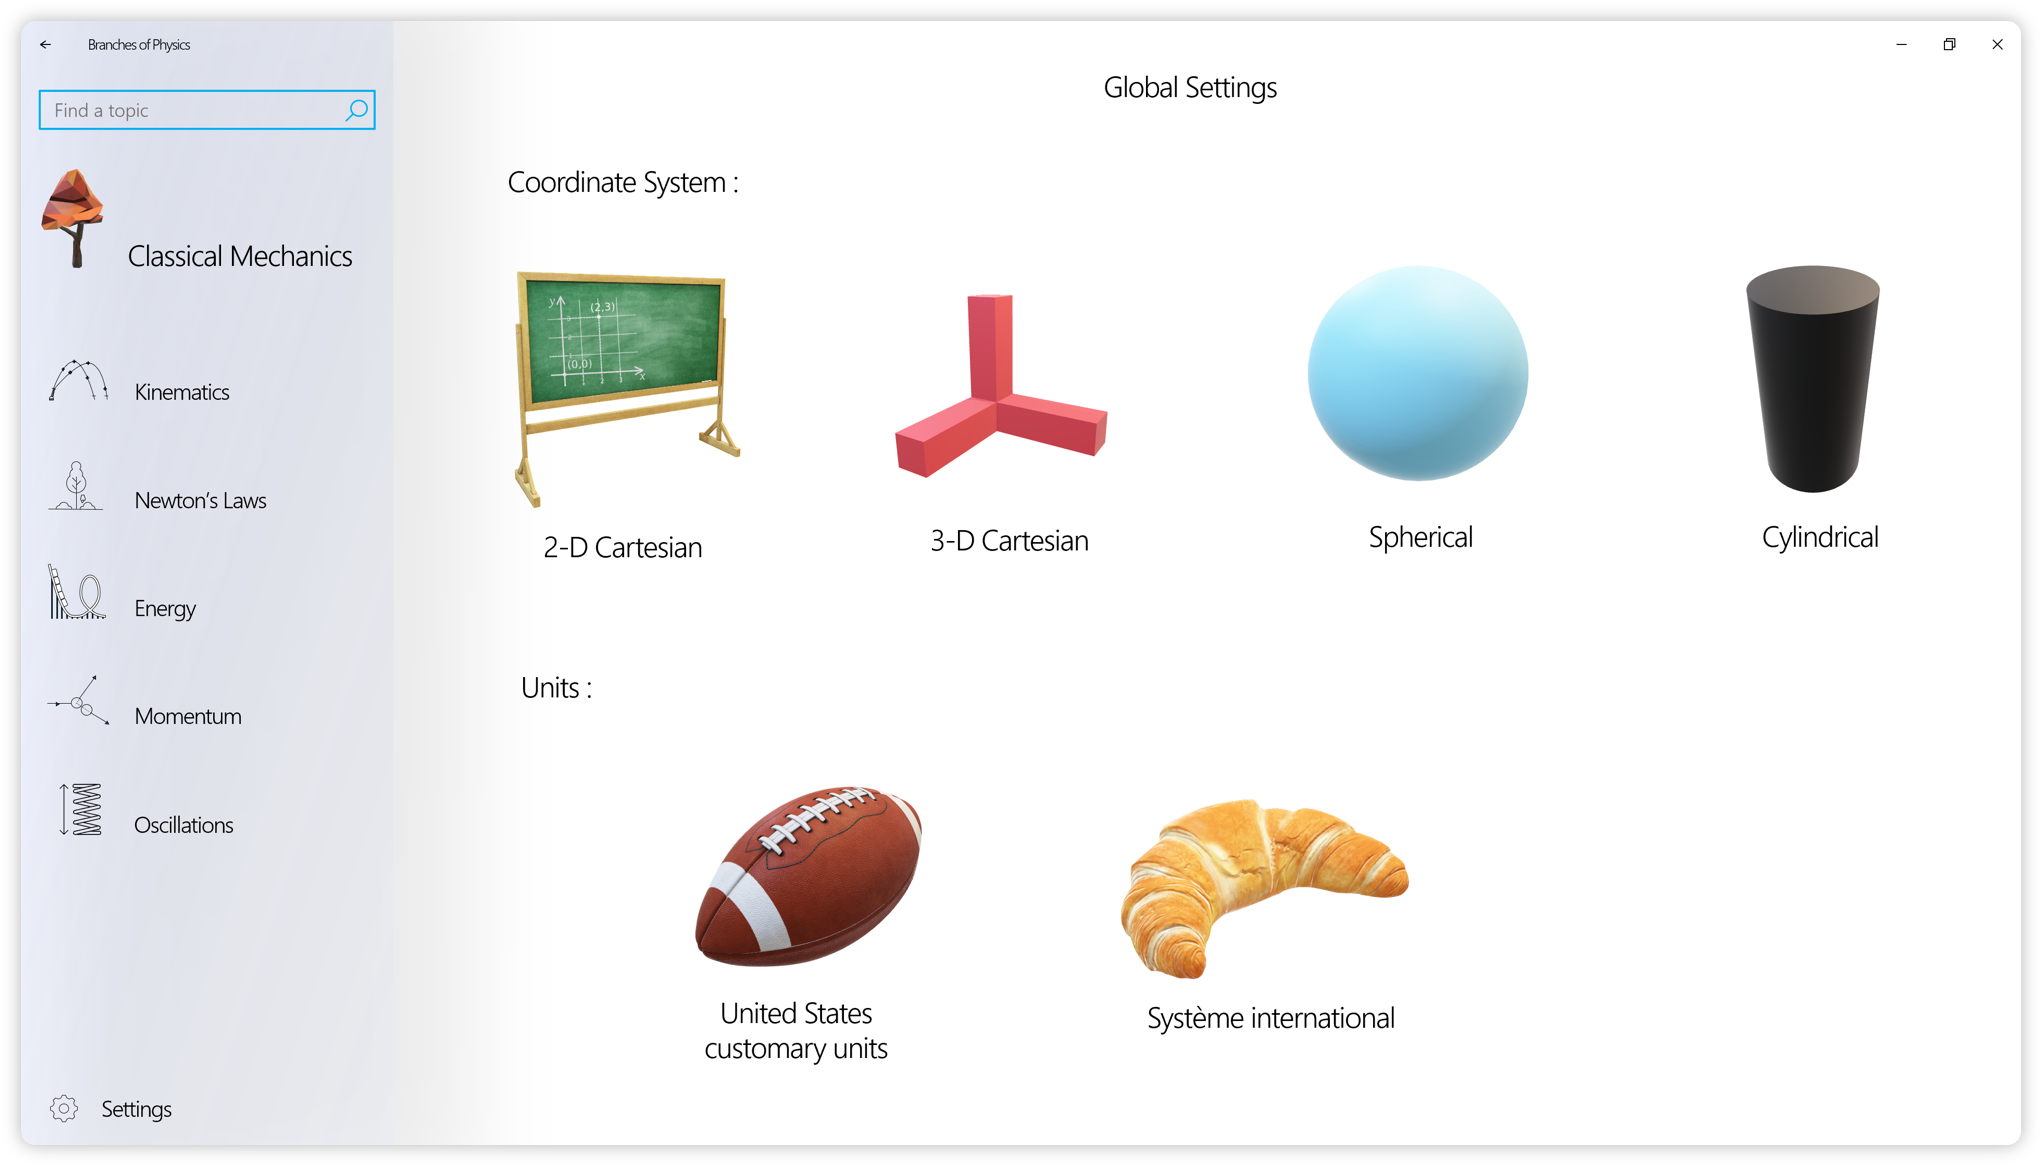 Branches of Physics
Find a topic
Classical Mechanics
Kinematics
Newton’s Laws
Energy
Momentum
Oscillations
Settings
Global Settings
Coordinate System :
y
(2,3)
(0,0)
x
2-D Cartesian
3-D Cartesian
Spherical
Cylindrical
Units :
United States
customary units
Système international